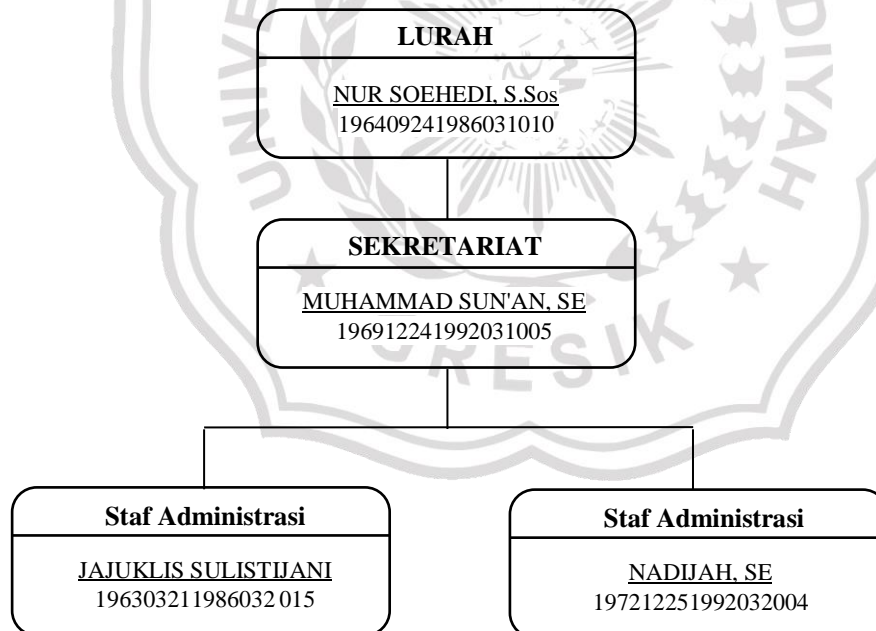 LURAH
NUR SOEHEDI, S.Sos
196409241986031010
SEKRETARIAT
MUHAMMAD SUN'AN, SE
196912241992031005
Staf Administrasi
JAJUKLIS SULISTIJANI
196303211986032 015
Staf Administrasi
NADIJAH, SE
197212251992032004
GRESIK